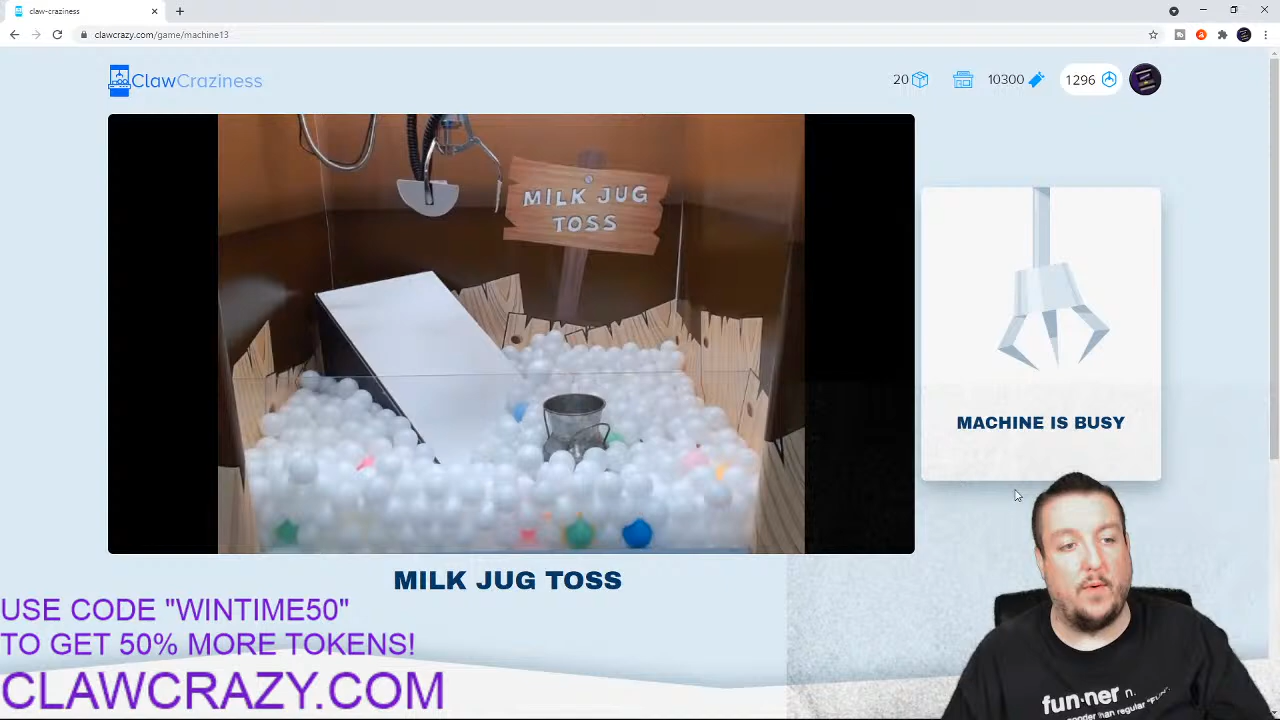 claw-craziness
clawcrazy.com/game/machine13
ClawCraziness
20
10300
1296
MILK JUG
TOSS
MACHINE IS BUSY
MILK JUG TOSS
USE CODE "WINTIME50"
TO GET 50% MORE TOKENS!
CLAWCRAZY.COM
fun·ner n.